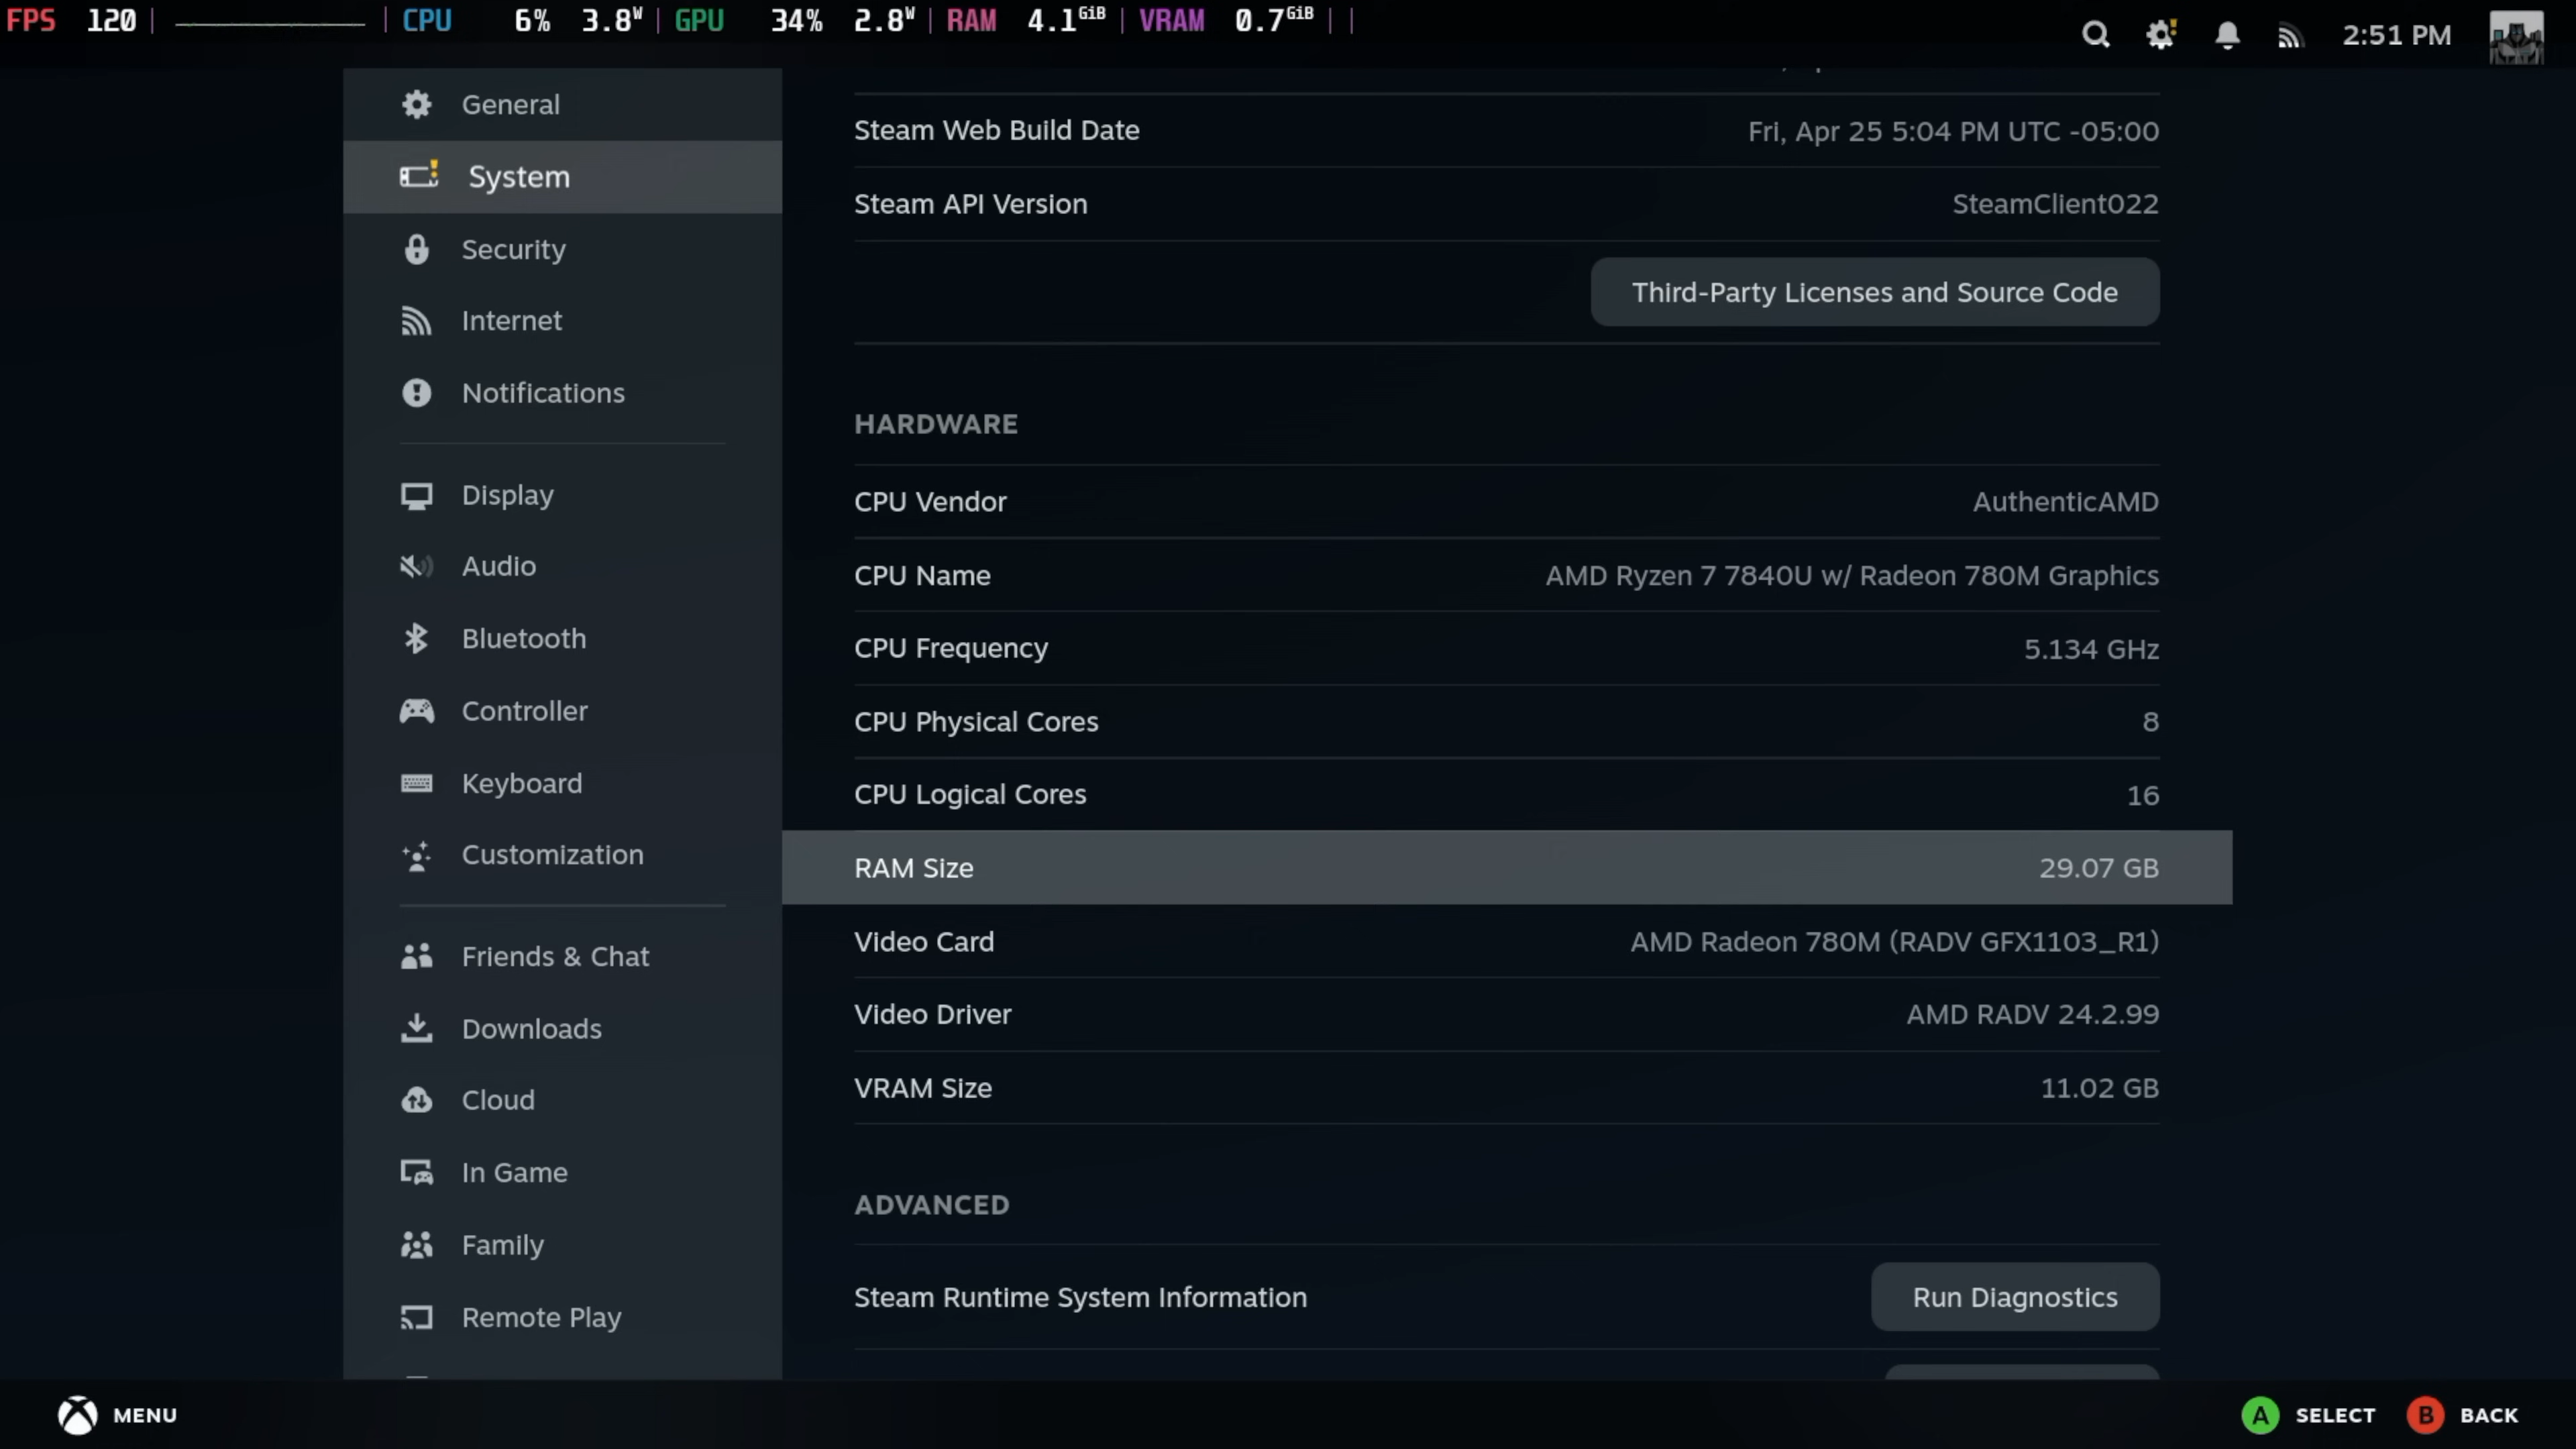 FPS 120 | CPU 6% 3.8W | GPU 34% 2.8W | RAM 4.1GiB | VRAM 0.7GiB | |
2:51 PM
General
System
Security
Internet
Notifications
Display
Audio
Bluetooth
Controller
Keyboard
Customization
Friends & Chat
Downloads
Cloud
In Game
Family
Remote Play
Steam Web Build Date Fri, Apr 25 5:04 PM UTC -05:00
Steam API Version SteamClient022
Third-Party Licenses and Source Code
HARDWARE
CPU Vendor AuthenticAMD
CPU Name AMD Ryzen 7 7840U w/ Radeon 780M Graphics
CPU Frequency 5.134 GHz
CPU Physical Cores 8
CPU Logical Cores 16
RAM Size 29.07 GB
Video Card AMD Radeon 780M (RADV GFX1103_R1)
Video Driver AMD RADV 24.2.99
VRAM Size 11.02 GB
ADVANCED
Steam Runtime System Information Run Diagnostics
MENU
A SELECT B BACK